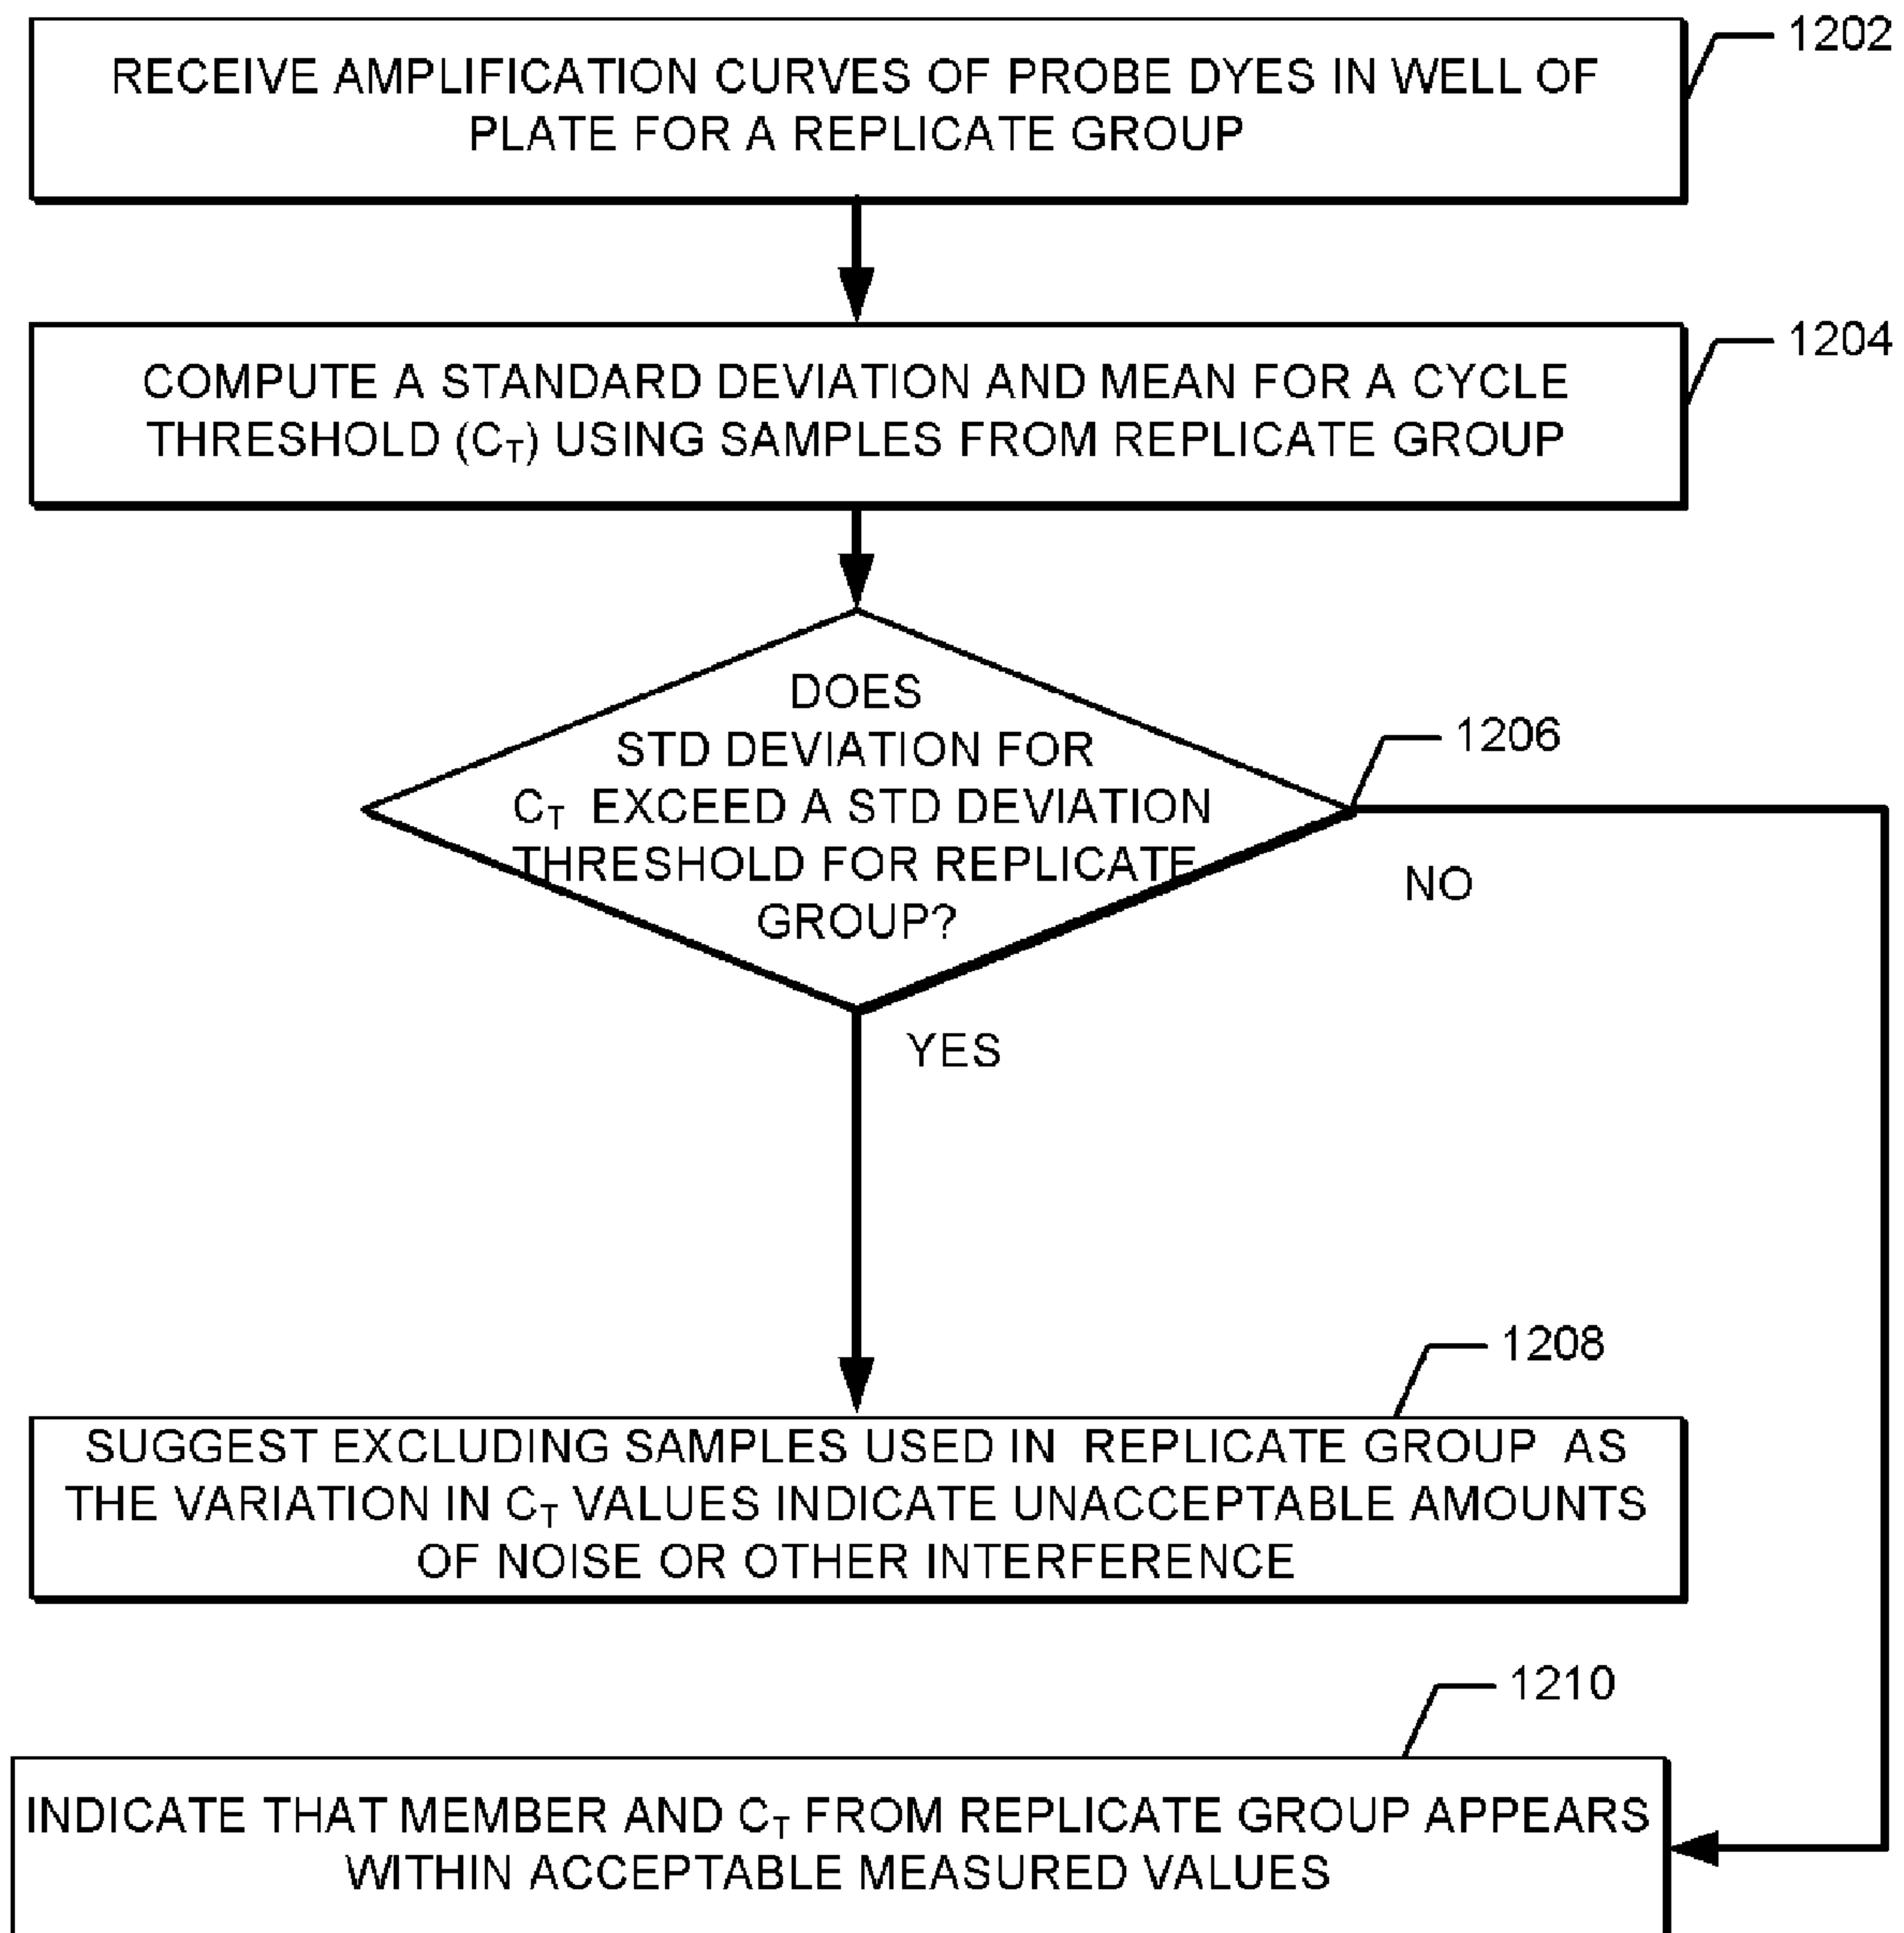 1202
RECEIVE AMPLIFICATION CURVES OF PROBE DYES IN WELL OF
PLATE FOR A REPLICATE GROUP
1204
COMPUTE A STANDARD DEVIATION AND MEAN FOR A CYCLE
THRESHOLD (CT) USING SAMPLES FROM REPLICATE GROUP
DOES
STD DEVIATION FOR
CT EXCEED A STD DEVIATION
THRESHOLD FOR REPLICATE
GROUP?
1206
NO
YES
1208
SUGGEST EXCLUDING SAMPLES USED IN REPLICATE GROUP AS
THE VARIATION IN CT VALUES INDICATE UNACCEPTABLE AMOUNTS
OF NOISE OR OTHER INTERFERENCE
1210
INDICATE THAT MEMBER AND CT FROM REPLICATE GROUP APPEARS
WITHIN ACCEPTABLE MEASURED VALUES